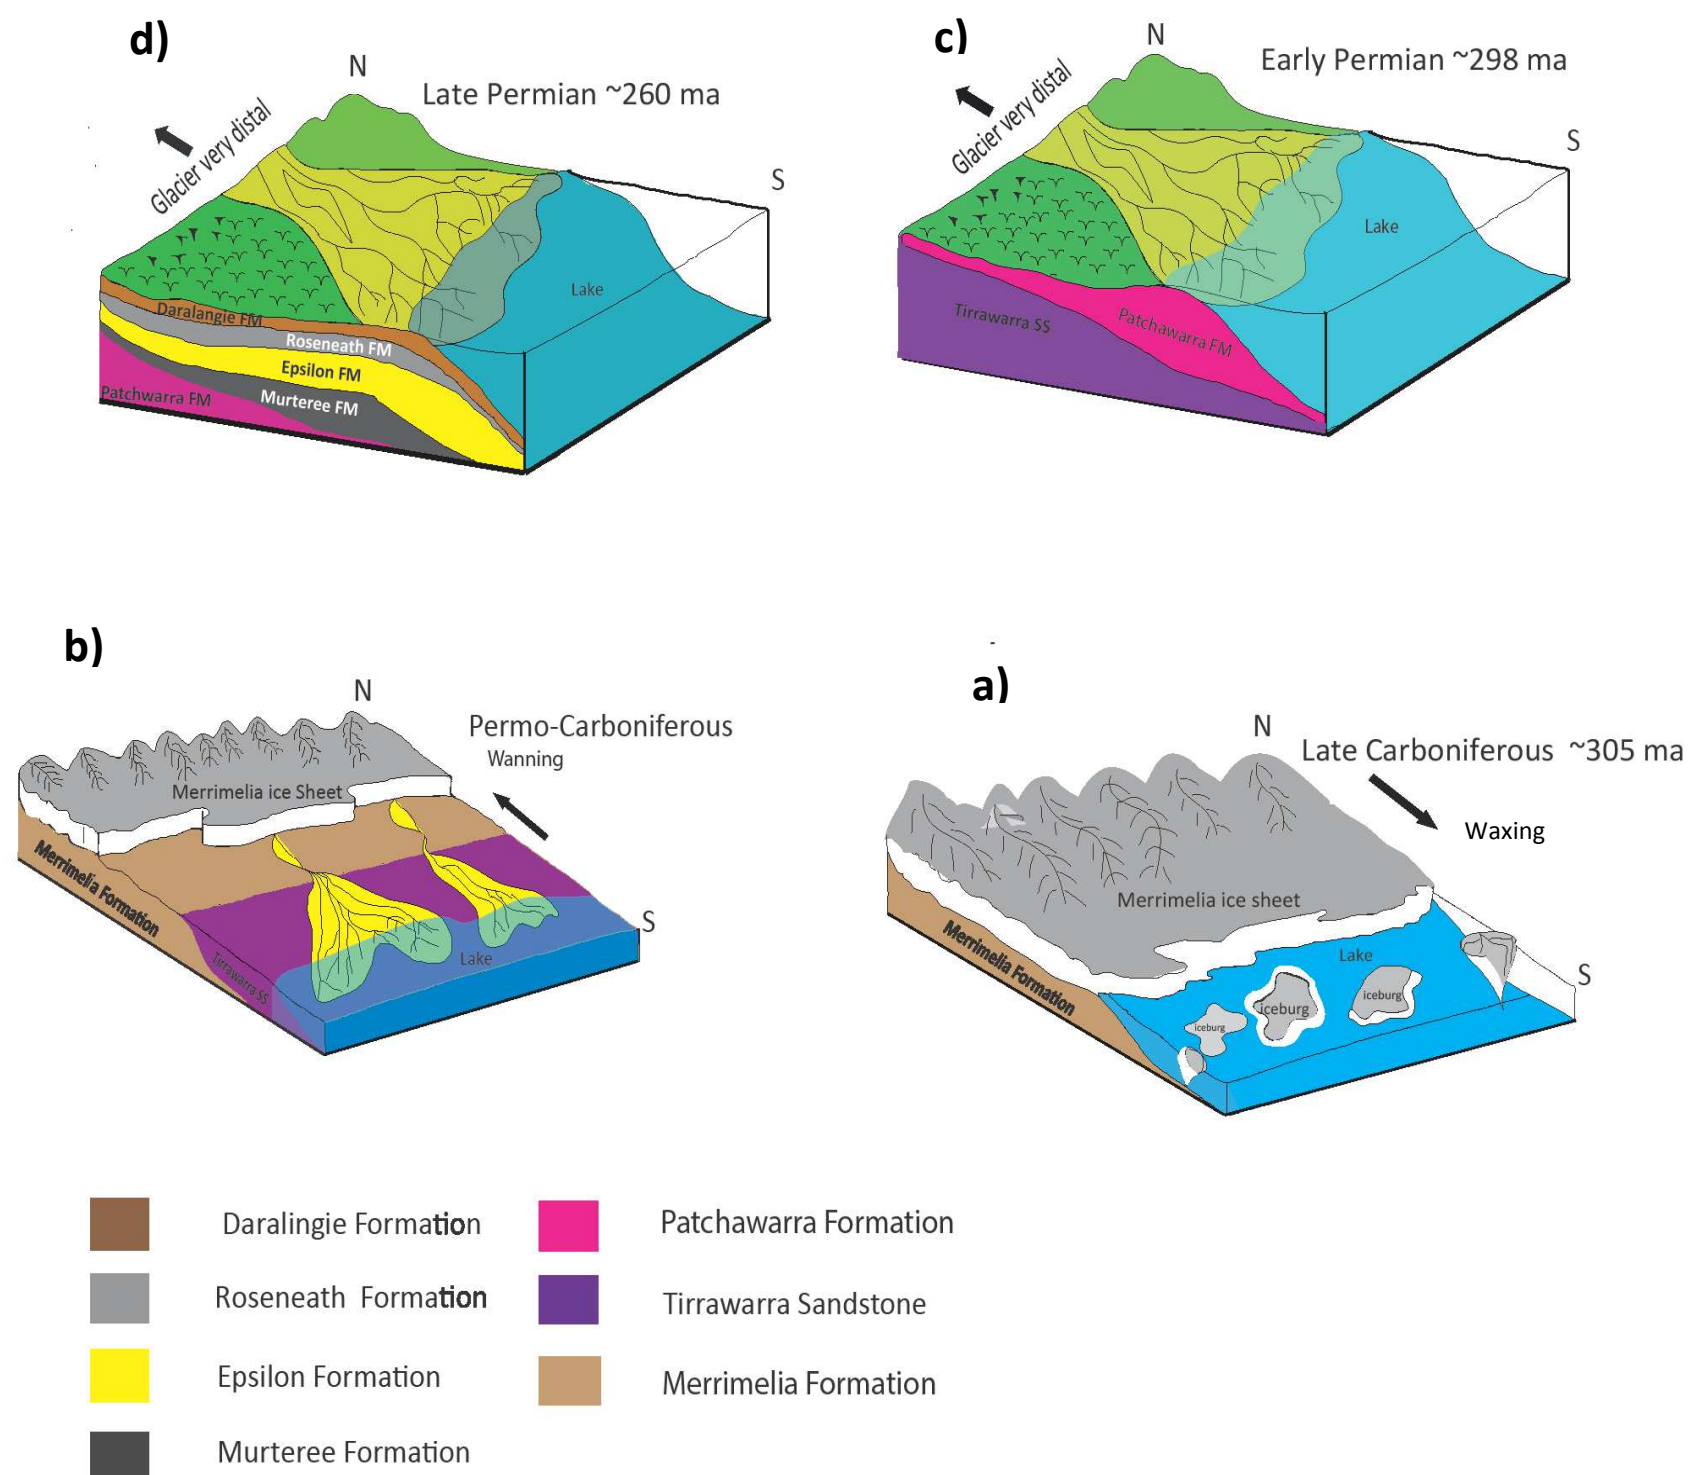 d)
N
Late Permian ~260 ma
Glacier very distal
S
Lake
Daralangie FM
Roseneath FM
Epsilon FM
Murteree FM
Patchwarra FM
c)
N
Early Permian ~298 ma
Glacier very distal
S
Lake
Tirrawarra SS
Patchawarra FM
b)
N
Permo-Carboniferous
Wanning
Merrimelia ice Sheet
Merrimelia Formation
Tirrawarra SS
Lake
S
a)
N
Late Carboniferous ~305 ma
Waxing
Merrimelia ice sheet
Merrimelia Formation
Lake
S
iceburg
iceburg
iceburg
Daralingie Formation
Patchawarra Formation
Roseneath Formation
Tirrawarra Sandstone
Epsilon Formation
Merrimelia Formation
Murteree Formation